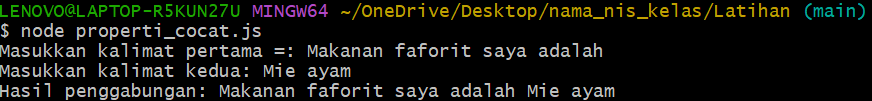 LENOVO@LAPTOP-R5KUN27U MINGW64 ~/OneDrive/Desktop/nama_nis_kelas/Latihan (main)
$ node properti_cocat.js
Masukkan kalimat pertama =: Makanan faforit saya adalah
Masukkan kalimat kedua: Mie ayam
Hasil penggabungan: Makanan faforit saya adalah Mie ayam